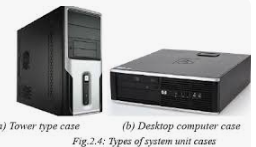 ) Tower type case
(b) Desktop computer case
Fig.2.4: Types of system unit cases